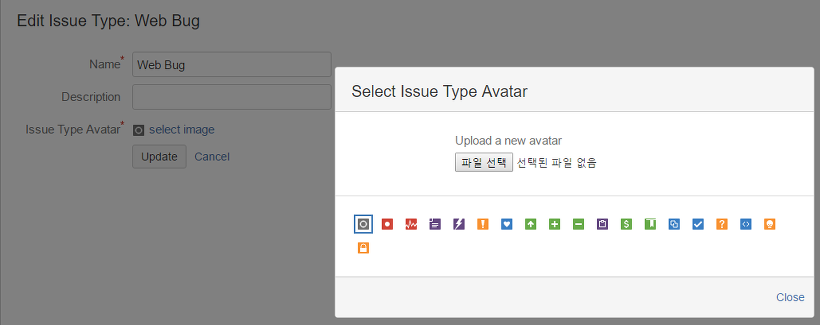 Edit Issue Type: Web Bug
Name* Web Bug
Description
Issue Type Avatar* select image
Update Cancel
Select Issue Type Avatar
Upload a new avatar
파일 선택 선택된 파일 없음
Close